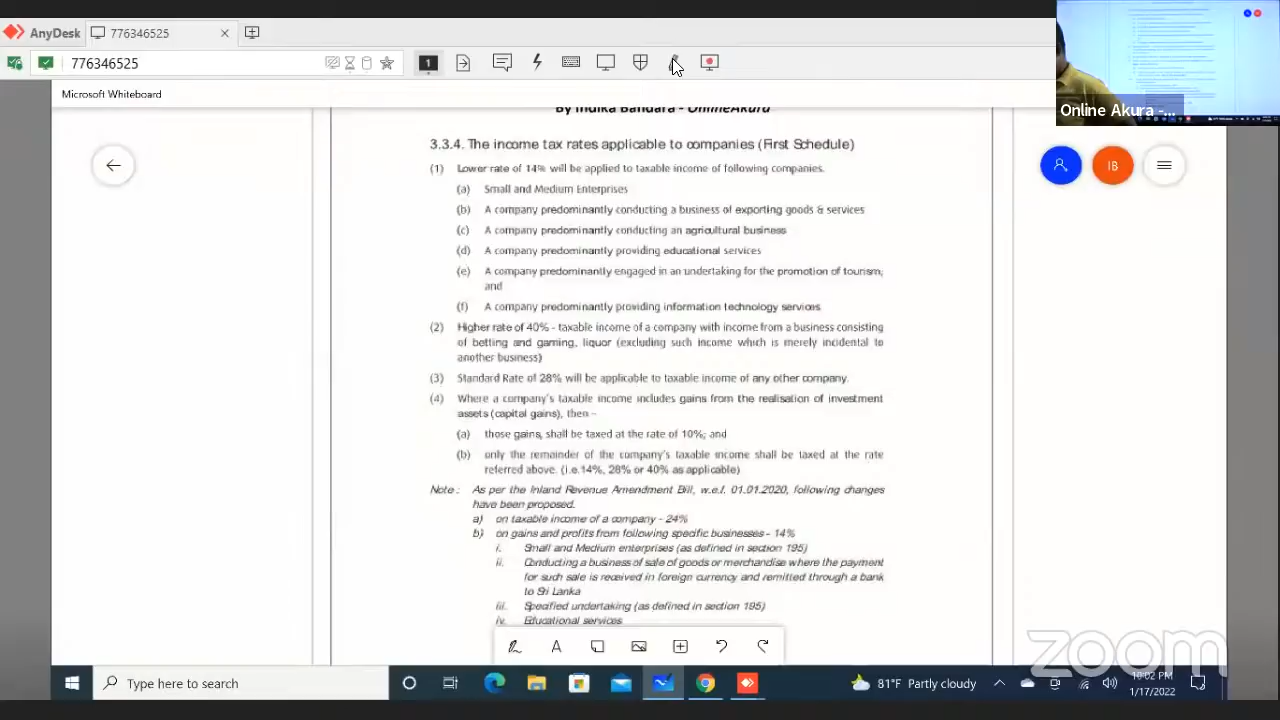 AnyDesk
776346525
776346525
1
Online Akura -...
Microsoft Whiteboard
By Indika Bandara - OnlineAkura
IB
3.3.4. The income tax rates applicable to companies (First Schedule)
(1) Lower rate of 14% will be applied to taxable income of following companies.
(a) Small and Medium Enterprises
(b) A company predominantly conducting a business of exporting goods & services
(c) A company predominantly conducting an agricultural business
(d) A company predominantly providing educational services
(e) A company predominantly engaged in an undertaking for the promotion of tourism;
and
(f) A company predominantly providing information technology services
(2) Higher rate of 40% - taxable income of a company with income from a business consisting
of betting and gaming, liquor (excluding such income which is merely incidental to
another business)
(3) Standard Rate of 28% will be applicable to taxable income of any other company.
(4) Where a company's taxable income includes gains from the realisation of investment
assets (capital gains), then –
(a) those gains, shall be taxed at the rate of 10%; and
(b) only the remainder of the company's taxable income shall be taxed at the rate
referred above. (i.e.14%, 28% or 40% as applicable)
Note : As per the Inland Revenue Amendment Bill, w.e.f. 01.01.2020, following changes
have been proposed.
a) on taxable income of a company - 24%
b) on gains and profits from following specific businesses - 14%
i. Small and Medium enterprises (as defined in section 195)
ii. Conducting a business of sale of goods or merchandise where the payment
for such sale is received in foreign currency and remitted through a bank
to Sri Lanka
iii. Specified undertaking (as defined in section 195)
iv. Educational services
zoom
Type here to search
81°F Partly cloudy
10:02 PM
1/17/2022